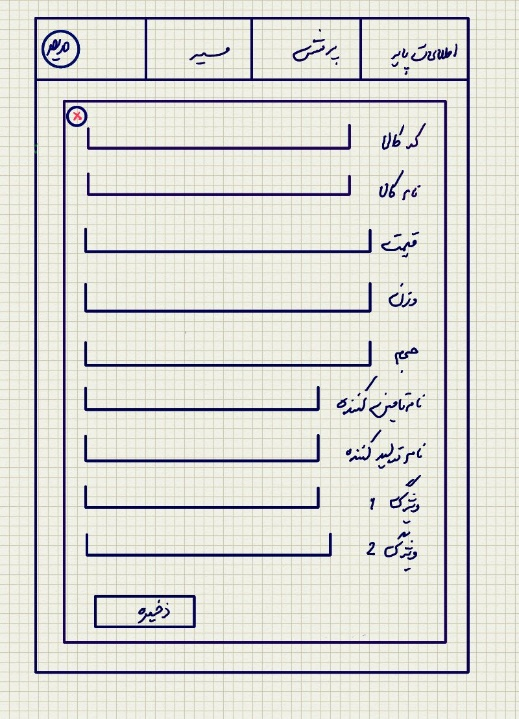 اطلاعات پایه
پرسش
مسیر
کد کالا
نام کالا
قیمت
وزن
حجم
نام تامین کننده
نام تولید کننده
ویژگی 1
ویژگی 2
ذخیره